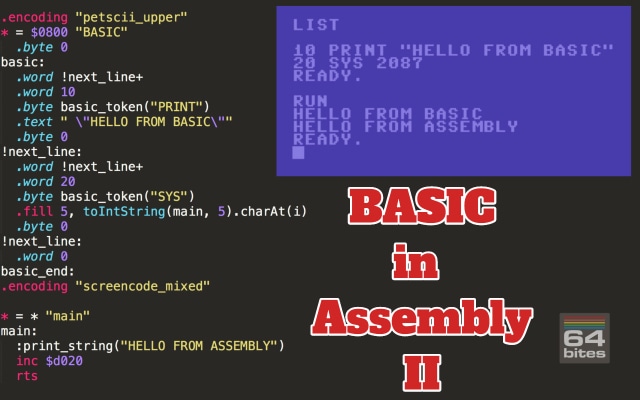 .encoding "petscii_upper"
* = $0800 "BASIC"
.byte 0
basic:
.word !next_line+
.word 10
.byte basic_token("PRINT")
.text " \"HELLO FROM BASIC\""
.byte 0
!next_line:
.word !next_line+
.word 20
.byte basic_token("SYS")
.fill 5, toIntString(main, 5).charAt(i)
.byte 0
!next_line:
.word 0
basic_end:
.encoding "screencode_mixed"
* = * "main"
main:
:print_string("HELLO FROM ASSEMBLY")
inc $d020
rts
LIST
10 PRINT "HELLO FROM BASIC"
20 SYS 2087
READY.
RUN
HELLO FROM BASIC
HELLO FROM ASSEMBLY
READY.
BASIC
in
Assembly
II
64
bites